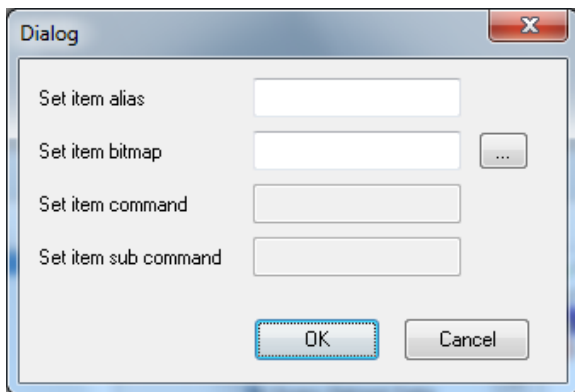 Dialog
Set item alias
Set item bitmap
...
Set item command
Set item sub command
OK
Cancel